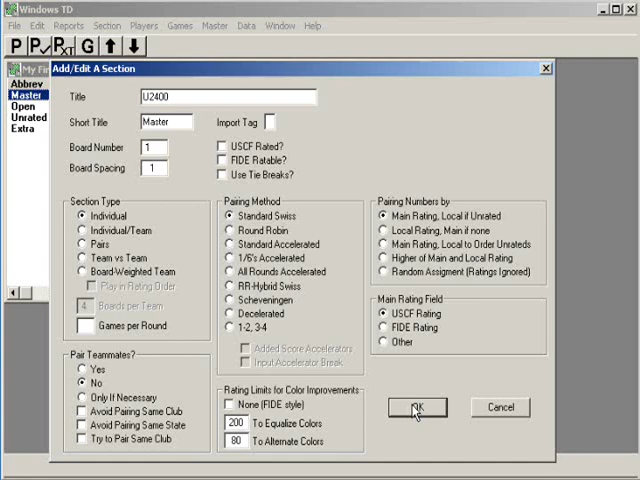 Windows TD
File Edit Reports Section Players Games Master Data Window Help
P P PXT G
My Fir
Add/Edit A Section
Abbrev
Master
Open
Unrated
Extra
Title U2400
Short Title Master Import Tag
Board Number 1
Board Spacing 1
USCF Rated?
FIDE Ratable?
Use Tie Breaks?
Section Type
Individual
Individual/Team
Pairs
Team vs Team
Board-Weighted Team
Play in Rating Order
4 Boards per Team
Games per Round
Pairing Method
Standard Swiss
Round Robin
Standard Accelerated
1/6's Accelerated
All Rounds Accelerated
RR-Hybrid Swiss
Scheveningen
Decelerated
1-2, 3-4
Added Score Accelerators
Input Accelerator Break
Pairing Numbers by
Main Rating, Local if Unrated
Local Rating, Main if none
Main Rating, Local to Order Unrateds
Higher of Main and Local Rating
Random Assigment (Ratings Ignored)
Main Rating Field
USCF Rating
FIDE Rating
Other
Pair Teammates?
Yes
No
Only If Necessary
Avoid Pairing Same Club
Avoid Pairing Same State
Try to Pair Same Club
Rating Limits for Color Improvements
None (FIDE style)
200 To Equalize Colors
80 To Alternate Colors
OK Cancel